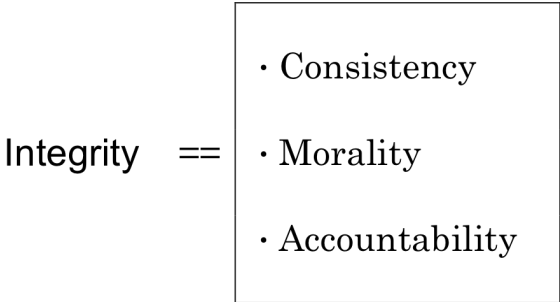 Integrity == 
· Consistency
· Morality
· Accountability